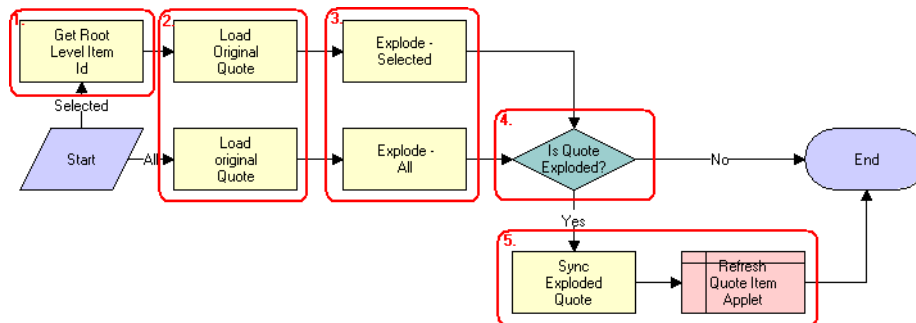 1.
Get Root
Level Item
Id
2.
Load
Original
Quote
3.
Explode -
Selected
Selected
Start
All
Load
original
Quote
Explode -
All
4.
Is Quote
Exploded?
No
End
Yes
5.
Sync
Exploded
Quote
Refresh
Quote Item
Applet